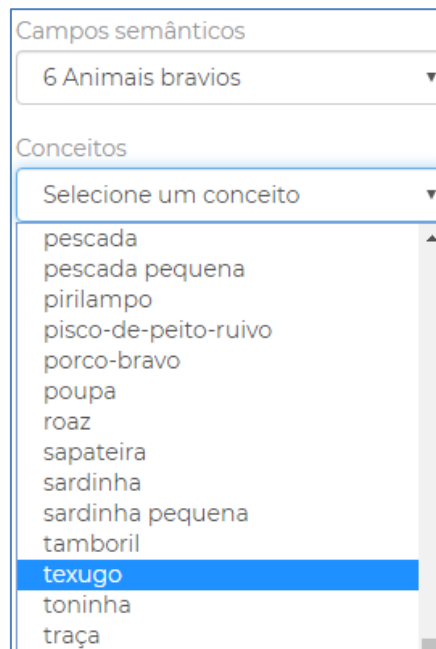 Campos semânticos
6 Animais bravios
Conceitos
Selecione um conceito
pescada
pescada pequena
pirilampo
pisco-de-peito-ruivo
porco-bravo
poupa
roaz
sapateira
sardinha
sardinha pequena
tamboril
texugo
toninha
traça